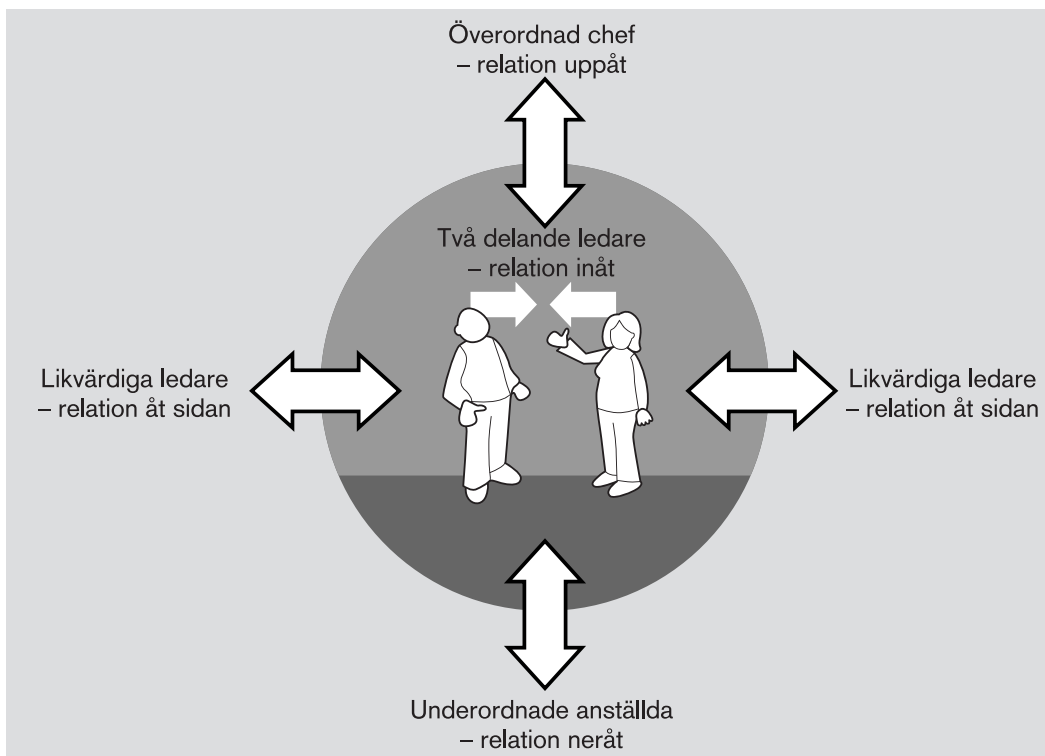 Överordnad chef
– relation uppåt
Två delande ledare
– relation inåt
Likvärdiga ledare
– relation åt sidan
Likvärdiga ledare
– relation åt sidan
Underordnade anställda
– relation neråt